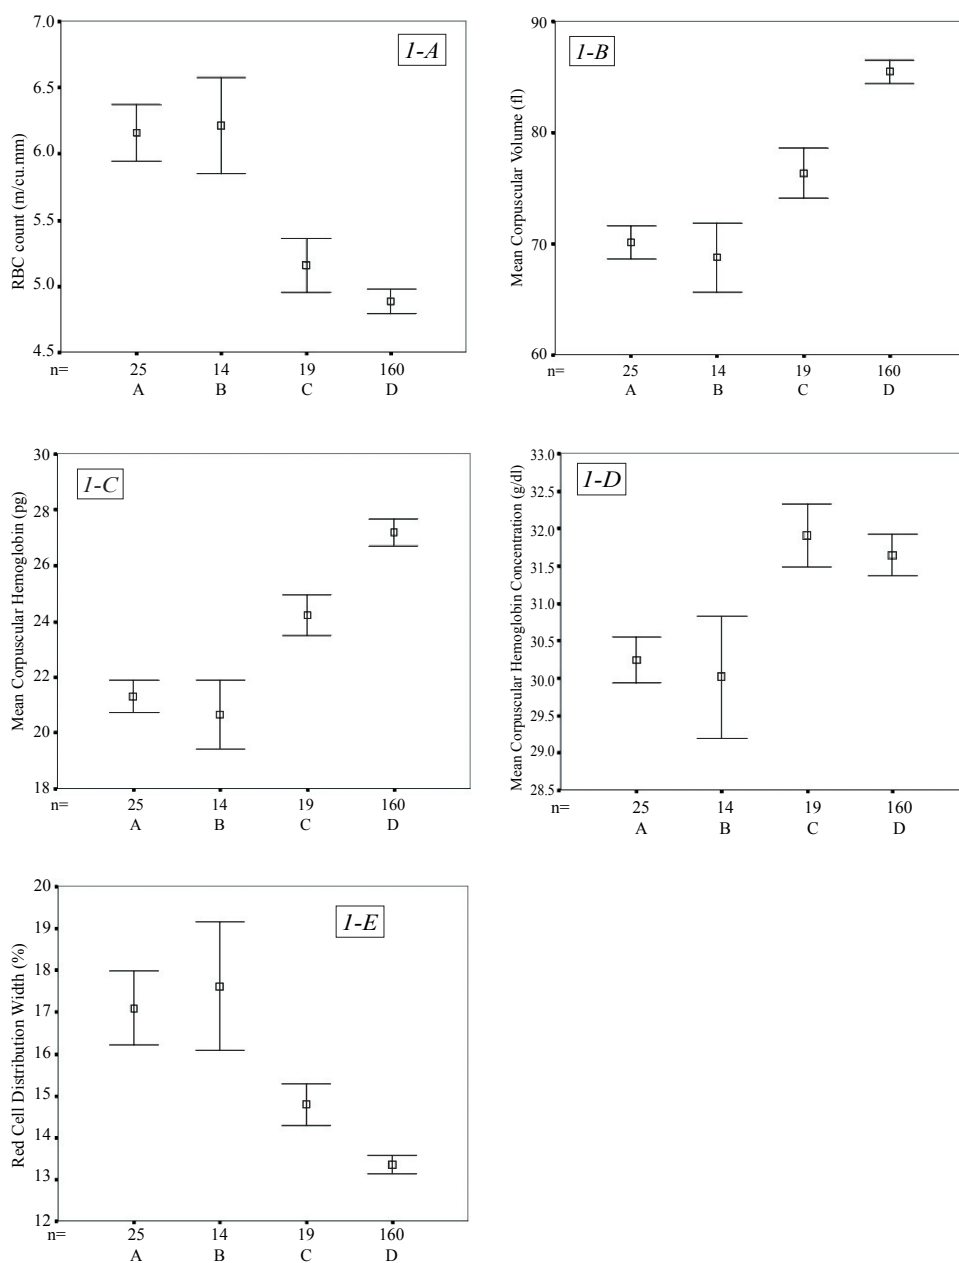 1-A
RBC count (m/cu.mm)
7.0
6.5
6.0
5.5
5.0
4.5
n= 25 14 19 160
A B C D
1-B
Mean Corpuscular Volume (fl)
90
80
70
60
n= 25 14 19 160
A B C D
1-C
Mean Corpuscular Hemoglobin (pg)
30
28
26
24
22
20
18
n= 25 14 19 160
A B C D
1-D
Mean Corpuscular Hemoglobin Concentration (g/dl)
33.0
32.5
32.0
31.5
31.0
30.5
30.0
29.5
29.0
28.5
n= 25 14 19 160
A B C D
1-E
Red Cell Distribution Width (%)
20
19
18
17
16
15
14
13
12
n= 25 14 19 160
A B C D